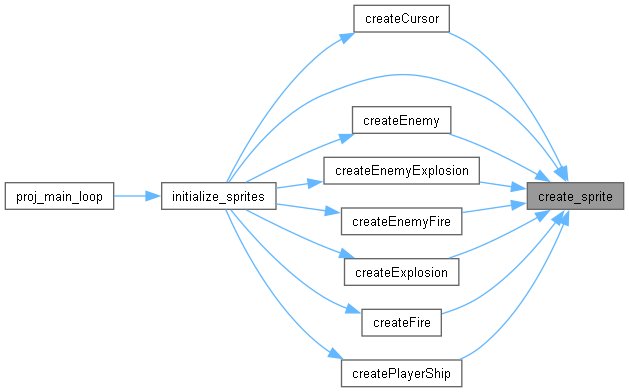 createCursor
createEnemy
createEnemyExplosion
proj_main_loop
initialize_sprites
create_sprite
createEnemyFire
createExplosion
createFire
createPlayerShip